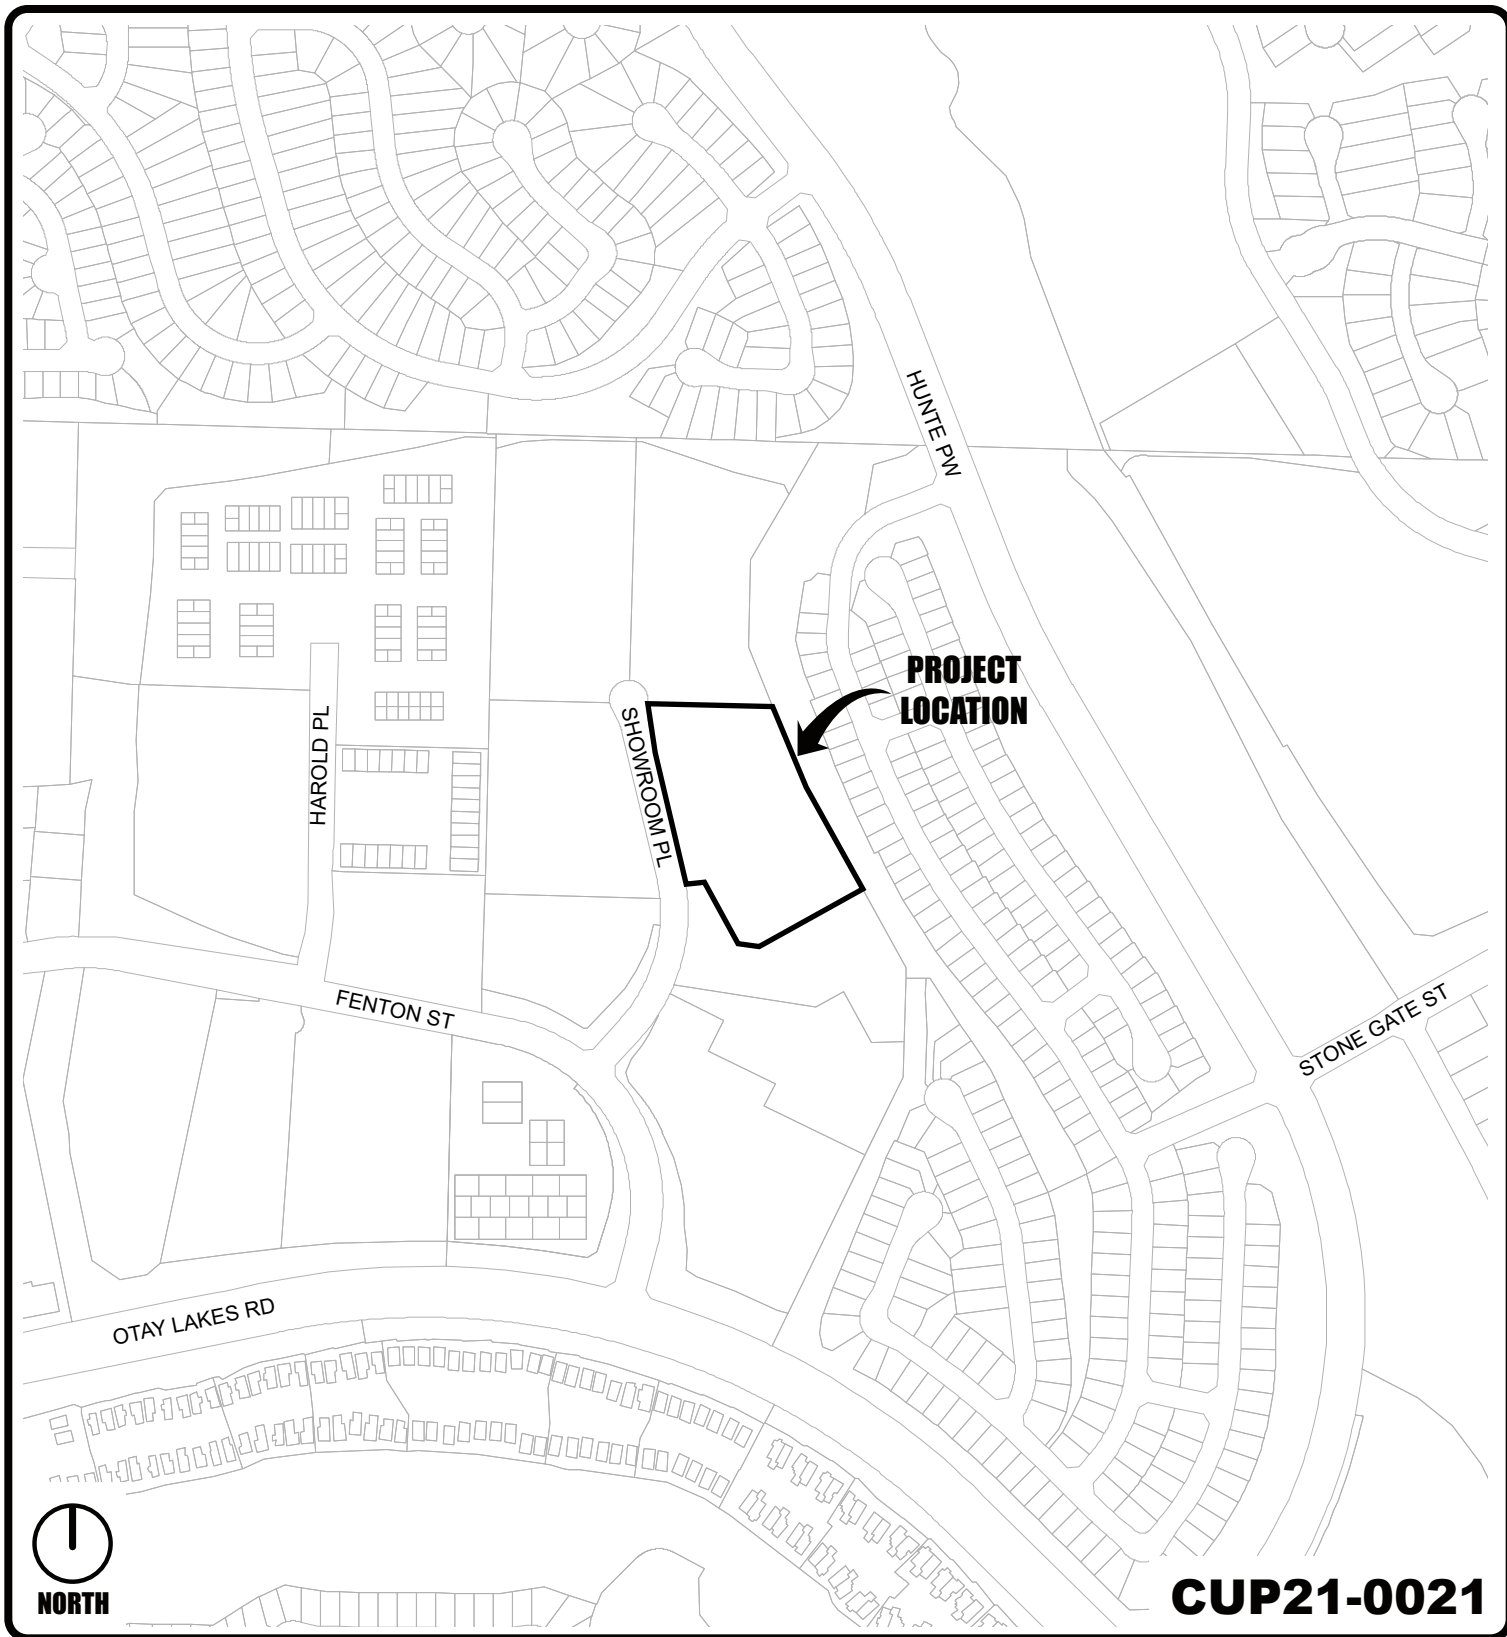 HUNTE PW
PROJECT
LOCATION
SHOWROOM PL
HAROLD PL
FENTON ST
STONE GATE ST
OTAY LAKES RD
NORTH
CUP21-0021